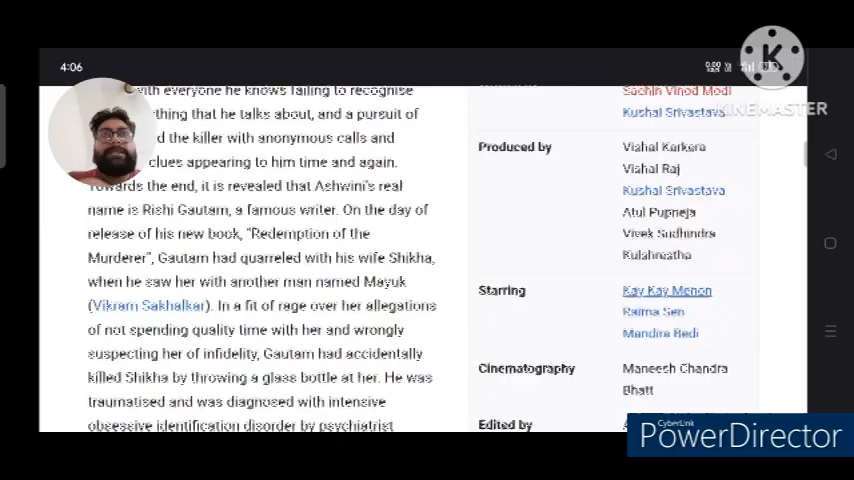 4:06
0.00
KINEMASTER
with everyone he knows failing to recognise
thing that he talks about, and a pursuit of
d the killer with anonymous calls and
clues appearing to him time and again.
Towards the end, it is revealed that Ashwini's real
name is Rishi Gautam, a famous writer. On the day of
release of his new book, "Redemption of the
Murderer", Gautam had quarreled with his wife Shikha,
when he saw her with another man named Mayuk
(Vikram Sakhalkar). In a fit of rage over her allegations
of not spending quality time with her and wrongly
suspecting her of infidelity, Gautam had accidentally
killed Shikha by throwing a glass bottle at her. He was
traumatised and was diagnosed with intensive
obsessive identification disorder by psychiatrist
Sachin Vinod Modi
Kushal Srivastava
Produced by
Vishal Karkera
Vishal Raj
Kushal Srivastava
Atul Pupneja
Vivek Sudhindra
Kulshrestha
Starring
Kay Kay Menon
Raima Sen
Mandira Bedi
Cinematography
Maneesh Chandra
Bhatt
Edited by
CyberLink
PowerDirector